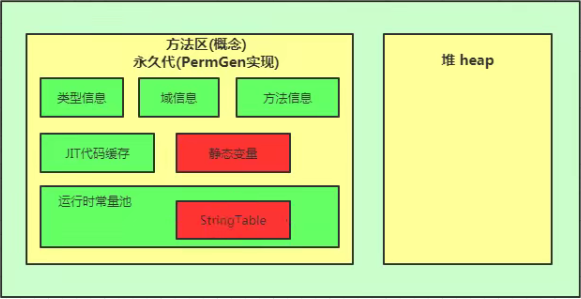 方法区(概念)
永久代(PermGen实现)
类型信息
域信息
方法信息
JIT代码缓存
静态变量
运行时常量池
StringTable
堆 heap